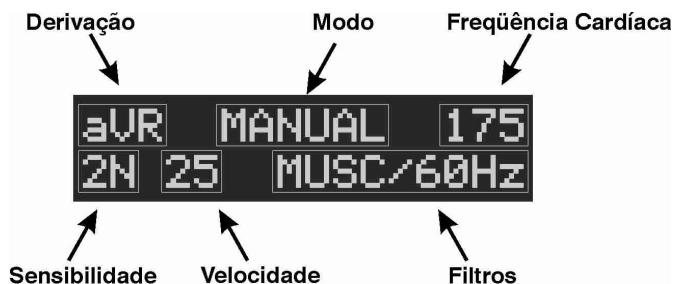 Derivação Modo Freqüência Cardíaca
aVR MANUAL 175
2N 25 MUSC/60Hz
Sensibilidade Velocidade Filtros